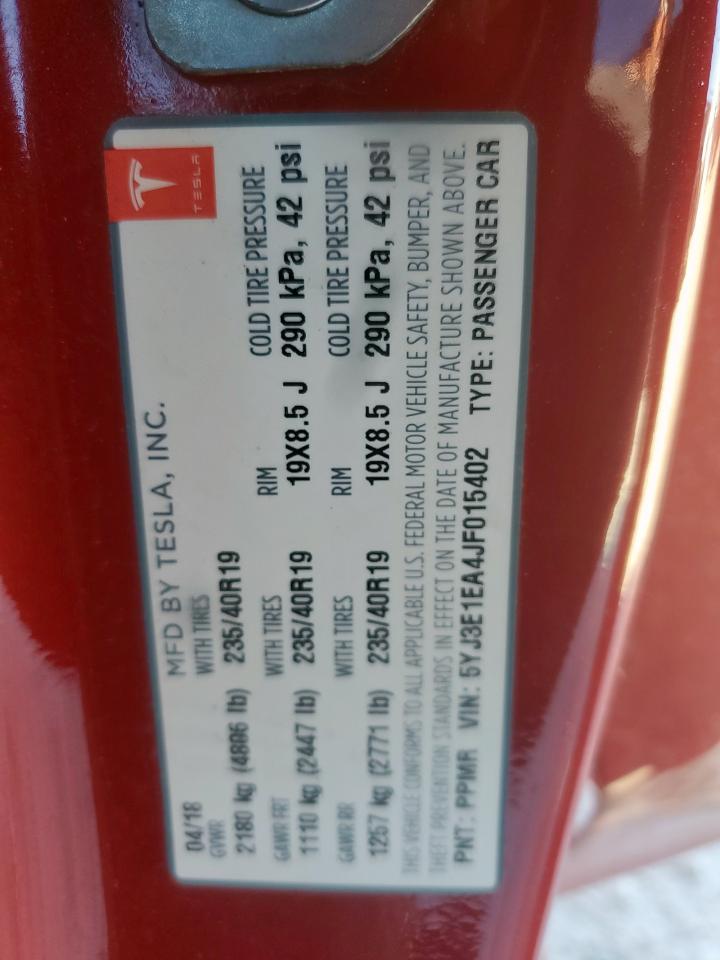 TESLA
MFD BY TESLA, INC.
04/18
GVWR WITH TIRES
2180 kg (4806 lb) 235/40R19 COLD TIRE PRESSURE
GAWR FRT WITH TIRES RIM
1110 kg (2447 lb) 235/40R19 19X8.5 J 290 kPa, 42 psi
GAWR RR WITH TIRES RIM COLD TIRE PRESSURE
1257 kg (2771 lb) 235/40R19 19X8.5 J 290 kPa, 42 psi
THIS VEHICLE CONFORMS TO ALL APPLICABLE U.S. FEDERAL MOTOR VEHICLE SAFETY, BUMPER, AND
THEFT PREVENTION STANDARDS IN EFFECT ON THE DATE OF MANUFACTURE SHOWN ABOVE.
PNT: PPMR VIN: 5YJ3E1EA4JF015402 TYPE: PASSENGER CAR